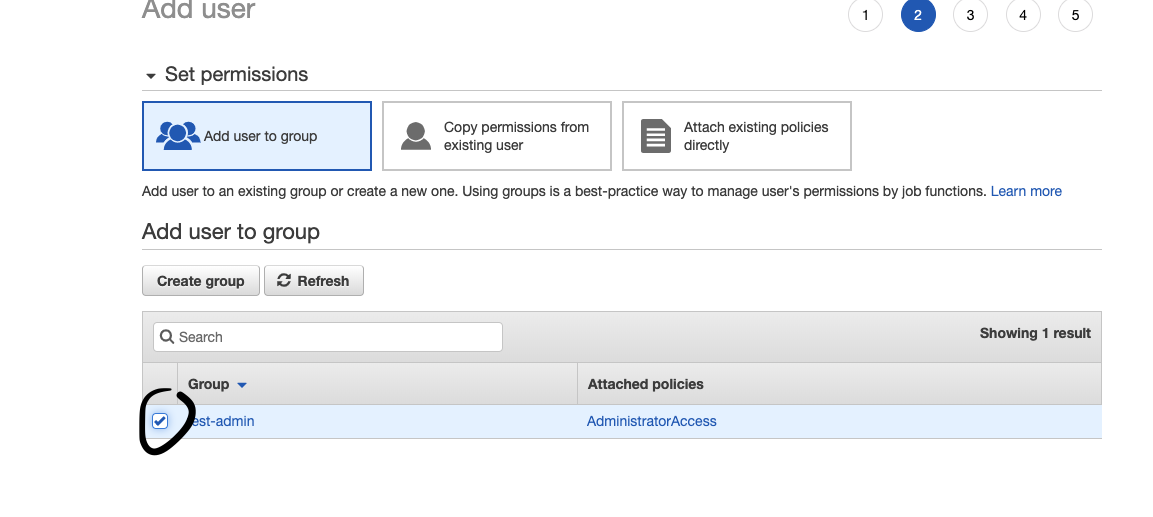 Add user
1 2 3 4 5
Set permissions
Add user to group
Copy permissions from
existing user
Attach existing policies
directly
Add user to an existing group or create a new one. Using groups is a best-practice way to manage user's permissions by job functions. Learn more
Add user to group
Create group Refresh
Search Showing 1 result
Group Attached policies
est-admin AdministratorAccess